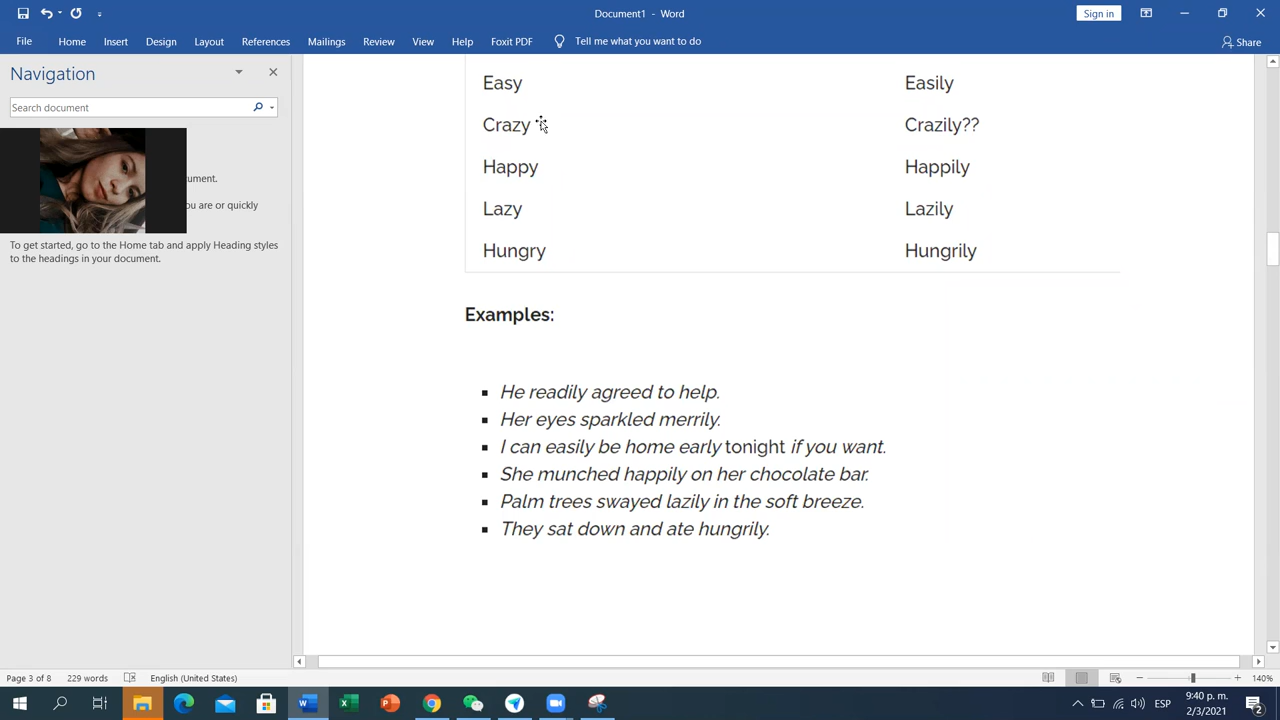 Document1 - Word
Sign in
File Home Insert Design Layout References Mailings Review View Help Foxit PDF Tell me what you want to do Share
Navigation
Search document
ument.
ou are or quickly
To get started, go to the Home tab and apply Heading styles
to the headings in your document.
Easy Easily
Crazy Crazily??
Happy Happily
Lazy Lazily
Hungry Hungrily
Examples:
▪ He readily agreed to help.
▪ Her eyes sparkled merrily.
▪ I can easily be home early tonight if you want.
▪ She munched happily on her chocolate bar.
▪ Palm trees swayed lazily in the soft breeze.
▪ They sat down and ate hungrily.
Page 3 of 8 229 words English (United States) 140%
ESP 9:40 p. m.
2/3/2021 2